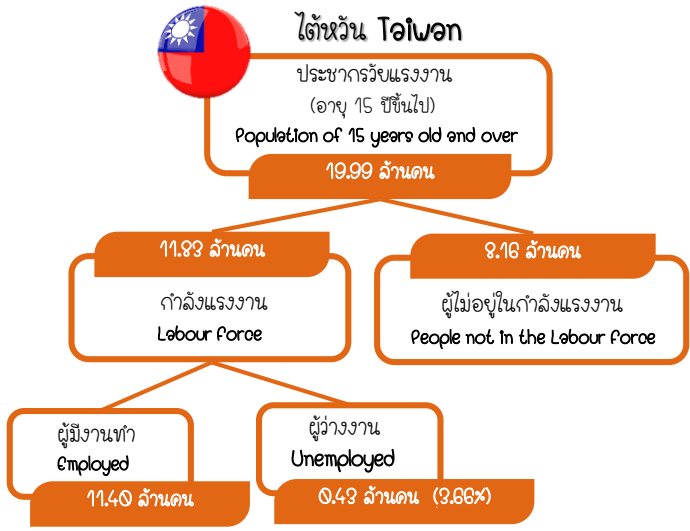 ไต้หวัน Taiwan
ประชากรวัยแรงงาน
(อายุ 15 ปีขึ้นไป)
Population of 15 years old and over
19.99 ล้านคน
11.83 ล้านคน
กำลังแรงงาน
Labour force
8.16 ล้านคน
ผู้ไม่อยู่ในกำลังแรงงาน
People not in the Labour force
ผู้มีงานทำ
Employed
11.40 ล้านคน
ผู้ว่างงาน
Unemployed
0.43 ล้านคน (3.66%)